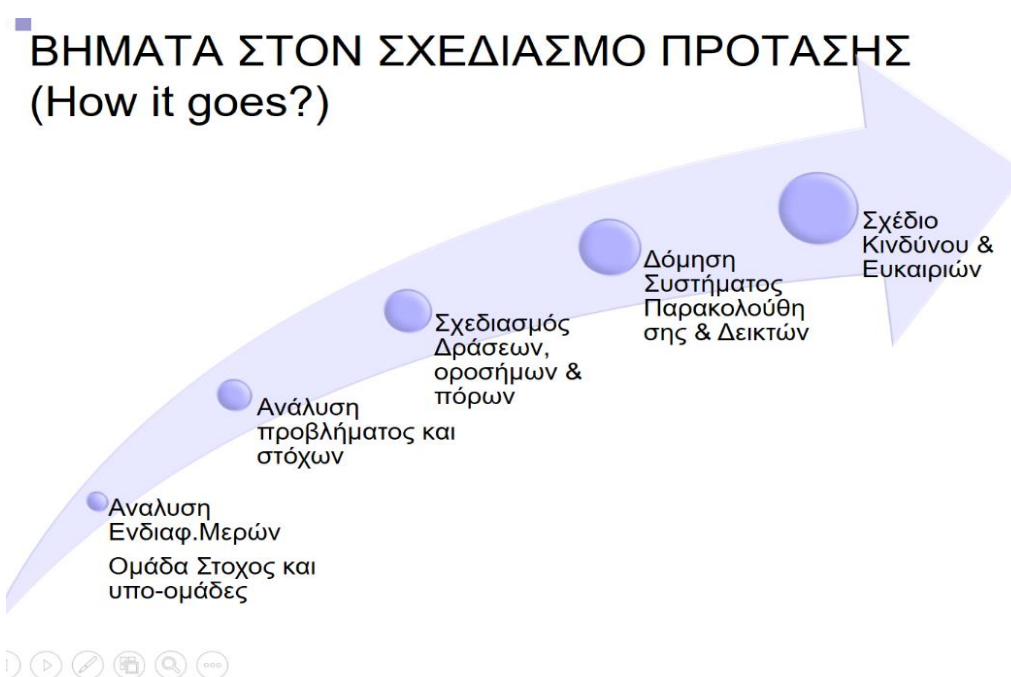 ΒΗΜΑΤΑ ΣΤΟΝ ΣΧΕΔΙΑΣΜΟ ΠΡΟΤΑΣΗΣ
(How it goes?)
Αναλυση
Ενδιαφ.Μερών
Ομάδα Στοχος και
υπο-ομάδες
Ανάλυση
προβλήματος και
στόχων
Σχεδιασμός
Δράσεων,
οροσήμων &
πόρων
Δόμηση
Συστήματος
Παρακολούθη
σης & Δεικτών
Σχέδιο
Κινδύνου &
Ευκαιριών